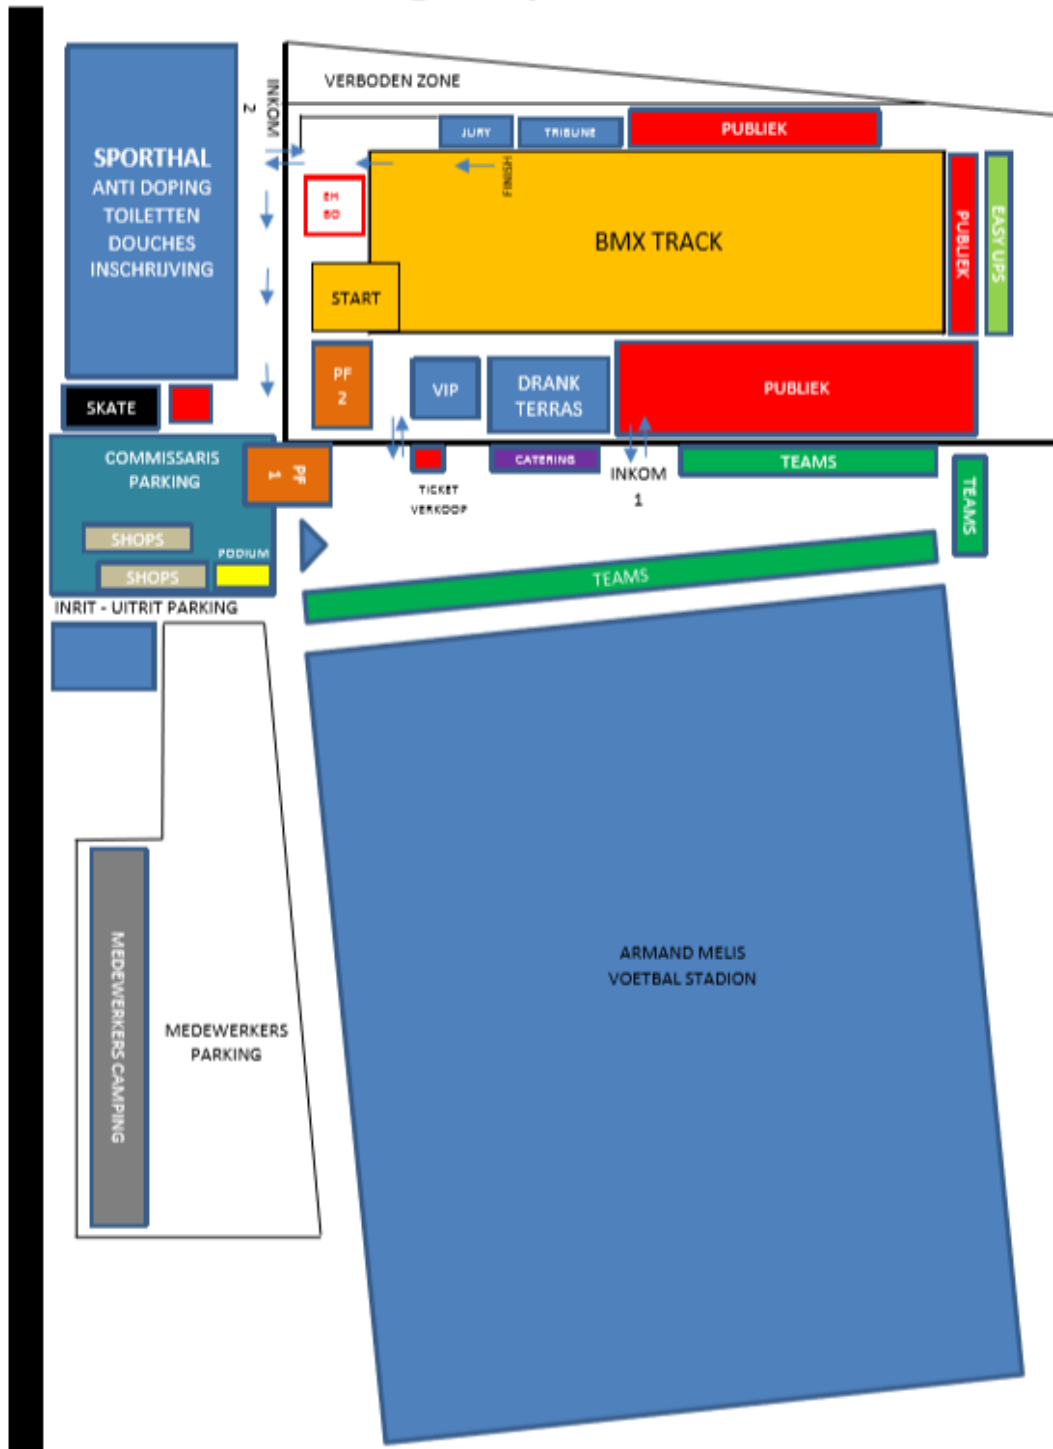 VERBODEN ZONE
INKOM
2
JURY
TRIBUNE
PUBLIEK
SPORTHAL
ANTI DOPING
TOILETTEN
DOUCHES
INSCHRIJVING
FINISH
EH
BO
BMX TRACK
PUBLIEK
EASY UPS
START
PF
2
VIP
DRANK
TERRAS
PUBLIEK
SKATE
COMMISSARIS
PARKING
PF
1
CATERING
TEAMS
TICKET
VERKOOP
INKOM
1
TEAMS
SHOPS
PODIUM
SHOPS
TEAMS
INRIT - UITRIT PARKING
ARMAND MELIS
VOETBAL STADION
MEDEWERKERS CAMPING
MEDEWERKERS
PARKING